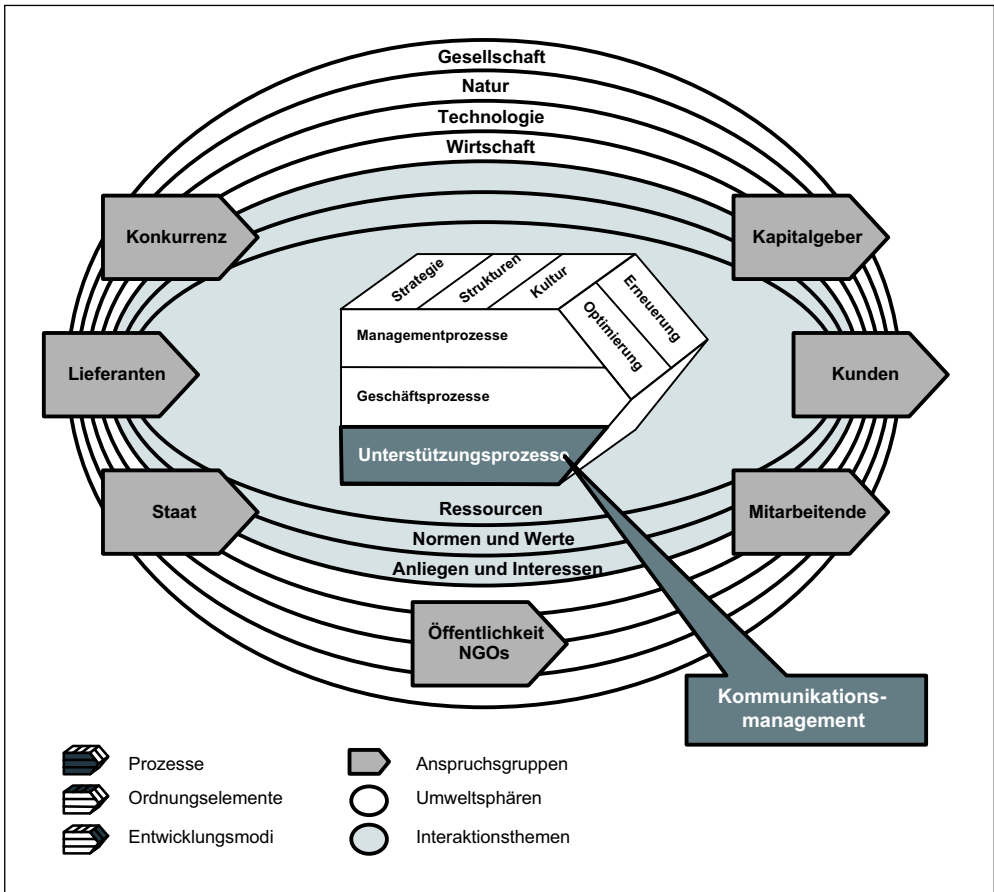 Gesellschaft
Natur
Technologie
Wirtschaft
Konkurrenz
Kapitalgeber
Strategie
Strukturen
Kultur
Erneuerung
Optimierung
Managementprozesse
Lieferanten
Kunden
Geschäftsprozesse
Unterstützungsprozesse
Staat
Ressourcen
Mitarbeitende
Normen und Werte
Anliegen und Interessen
Öffentlichkeit
NGOs
Kommunikations-
management
Prozesse
Anspruchsgruppen
Ordnungselemente
Umweltsphären
Entwicklungsmodi
Interaktionsthemen